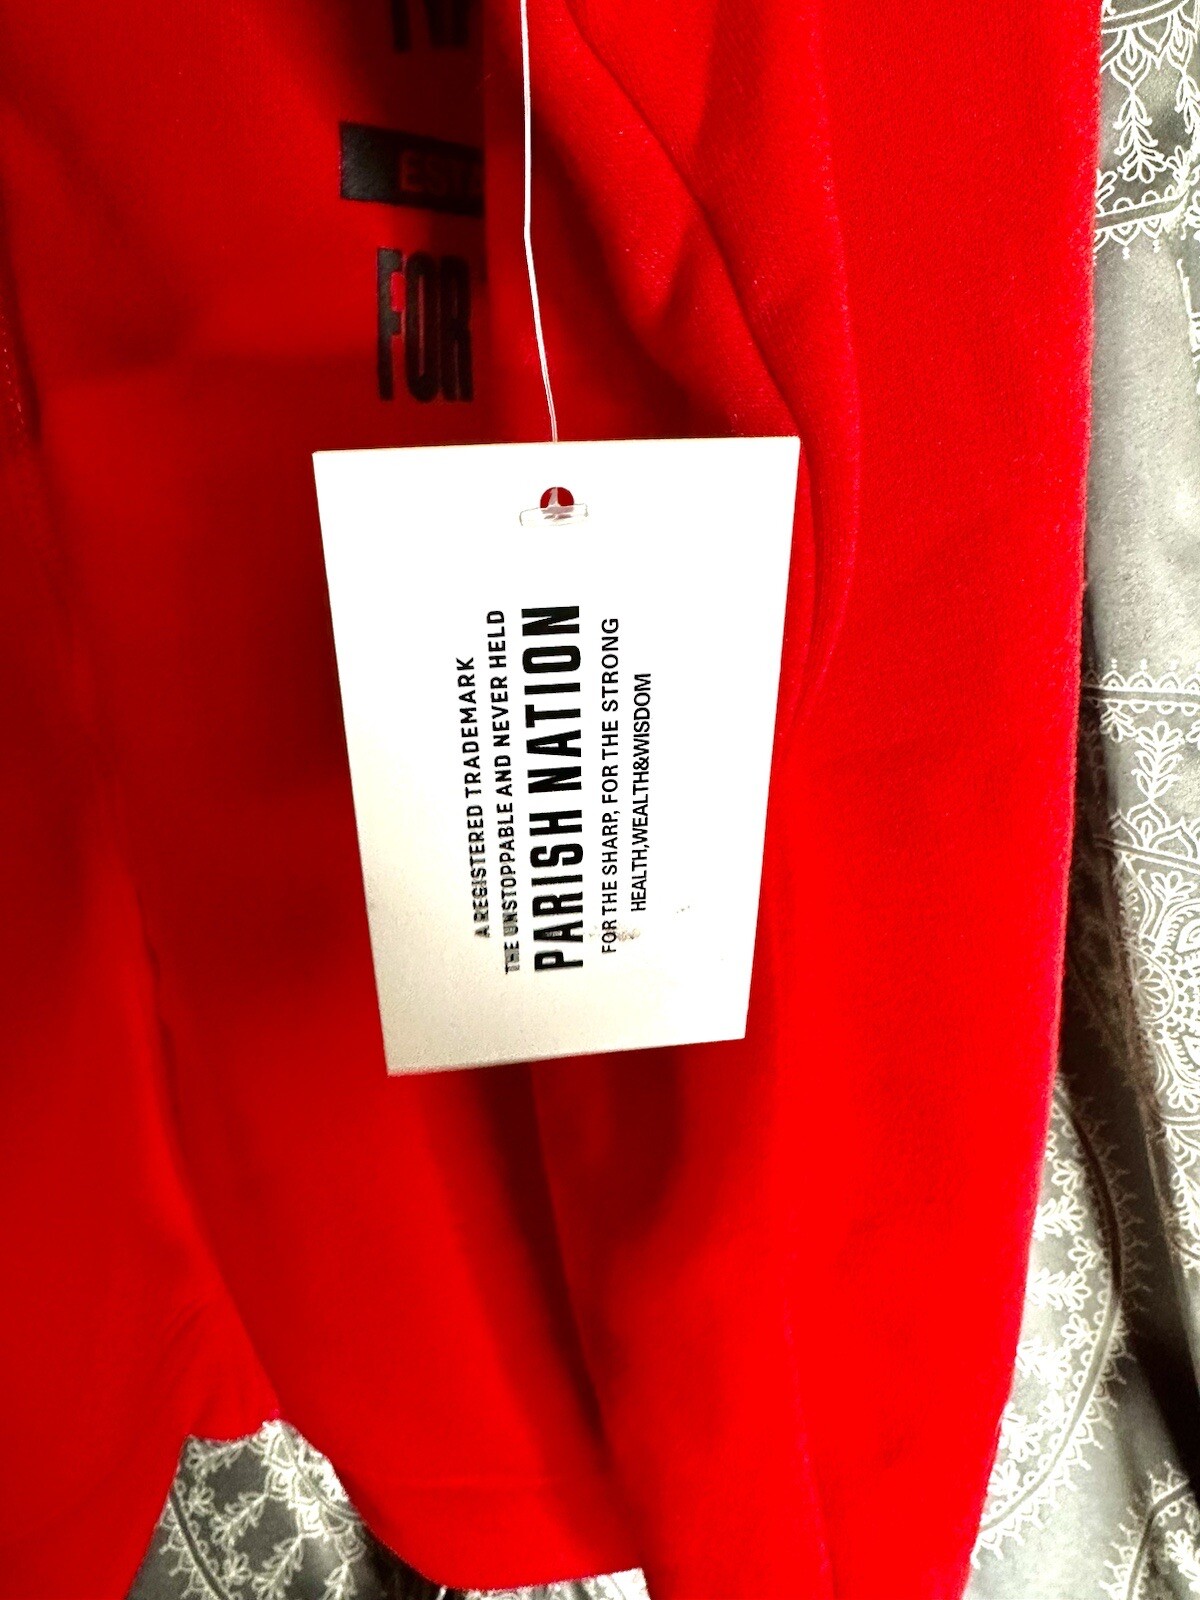 FOR
A REGISTERED TRADEMARK
THE UNSTOPPABLE AND NEVER HELD
PARISH NATION
FOR THE SHARP, FOR THE STRONG
HEALTH,WEALTH&WISDOM